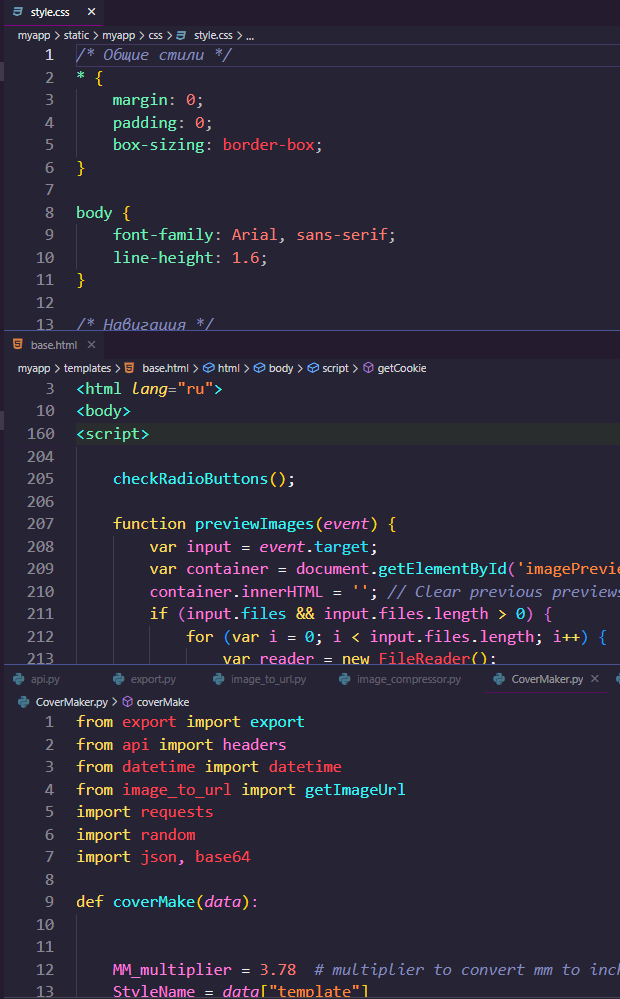 style.css
myapp > static > myapp > css > style.css > ...
1 /* Общие стили */
2 * {
3 margin: 0;
4 padding: 0;
5 box-sizing: border-box;
6 }
7
8 body {
9 font-family: Arial, sans-serif;
10 line-height: 1.6;
11 }
12
13 /* Навигация */
base.html
myapp > templates > base.html > html > body > script > getCookie
3 <html lang="ru">
10 <body>
160 <script>
204
205 checkRadioButtons();
206
207 function previewImages(event) {
208 var input = event.target;
209 var container = document.getElementById('imagePrevie
210 container.innerHTML = ''; // Clear previous previews
211 if (input.files && input.files.length > 0) {
212 for (var i = 0; i < input.files.length; i++) {
213 var reader = new FileReader();
api.py export.py image_to_url.py image_compressor.py CoverMaker.py
CoverMaker.py > coverMake
1 from export import export
2 from api import headers
3 from datetime import datetime
4 from image_to_url import getImageUrl
5 import requests
6 import random
7 import json, base64
8
9 def coverMake(data):
10
11
12 MM_multiplier = 3.78 # multiplier to convert mm to inch
13 StyleName = data["template"]